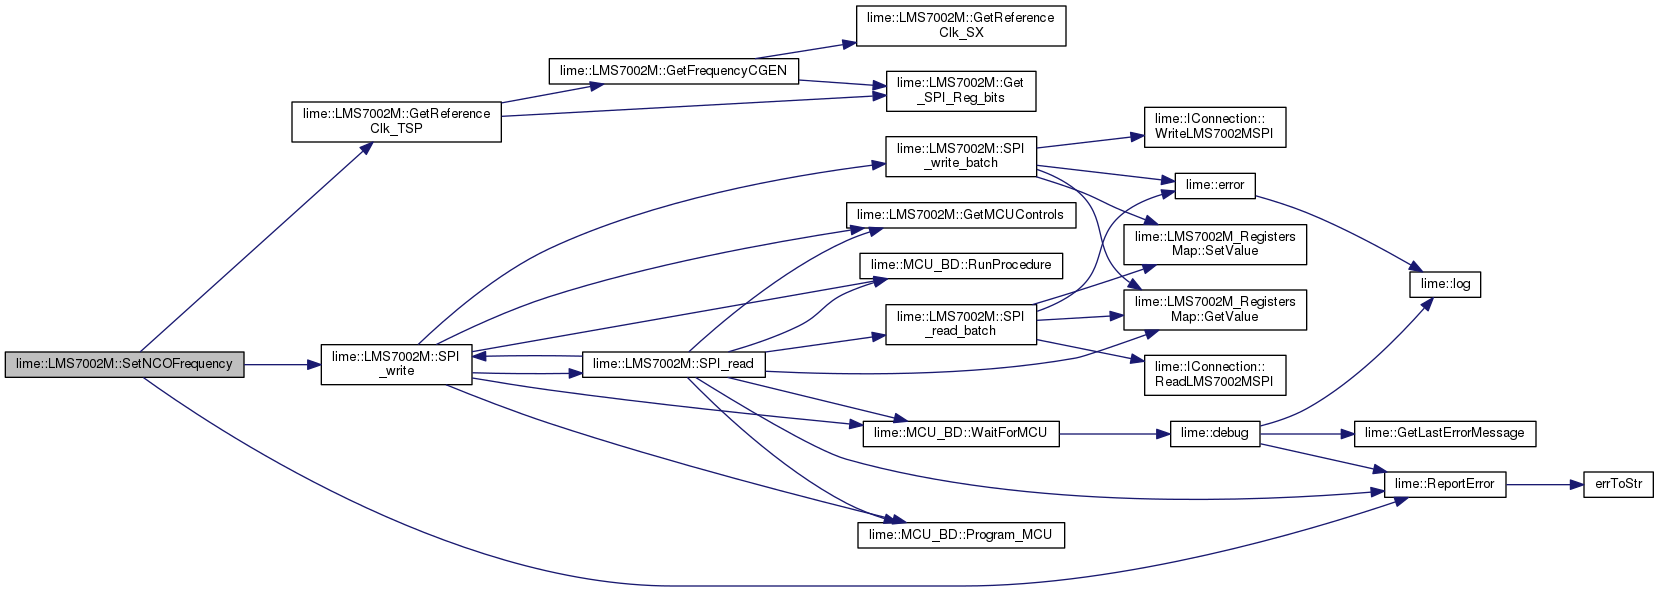 lime::LMS7002M::SetNCOFrequency
lime::LMS7002M::GetReference
Clk_TSP
lime::LMS7002M::GetFrequencyCGEN
lime::LMS7002M::GetReference
Clk_SX
lime::LMS7002M::Get
_SPI_Reg_bits
lime::LMS7002M::SPI
_write
lime::LMS7002M::SPI_read
lime::LMS7002M::SPI
_write_batch
lime::LMS7002M::GetMCUControls
lime::MCU_BD::RunProcedure
lime::LMS7002M::SPI
_read_batch
lime::MCU_BD::WaitForMCU
lime::MCU_BD::Program_MCU
lime::IConnection::
WriteLMS7002MSPI
lime::error
lime::LMS7002M_Registers
Map::SetValue
lime::LMS7002M_Registers
Map::GetValue
lime::IConnection::
ReadLMS7002MSPI
lime::debug
lime::log
lime::GetLastErrorMessage
lime::ReportError
errToStr